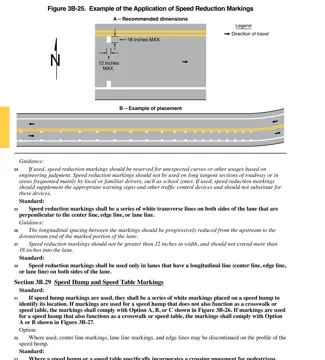 Figure 3B-25. Example of the Application of Speed Reduction Markings
A – Recommended dimensions
Legend
Direction of travel
18 inches MAX.
N
12 inches
MAX.
B – Example of placement
Guidance:
04 If used, speed reduction markings should be reserved for unexpected curves or other usages based on
engineering judgment. Speed reduction markings should not be used on long tangent sections of roadway or in
areas frequented mainly by local or familiar drivers, such as school zones. If used, speed reduction markings
should supplement the appropriate warning signs and other traffic control devices and should not substitute for
these devices.
Standard:
05 Speed reduction markings shall be a series of white transverse lines on both sides of the lane that are
perpendicular to the center line, edge line, or lane line.
Guidance:
06 The longitudinal spacing between the markings should be progressively reduced from the upstream to the
downstream end of the marked portion of the lane.
07 Speed reduction markings should not be greater than 12 inches in width, and should not extend more than
18 inches into the lane.
Standard:
08 Speed reduction markings shall be used only in lanes that have a longitudinal line (center line, edge line,
or lane line) on both sides of the lane.
Section 3B.29 Speed Hump and Speed Table Markings
Standard:
01 If speed hump markings are used, they shall be a series of white markings placed on a speed hump to
identify its location. If markings are used for a speed hump that does not also function as a crosswalk or
speed table, the markings shall comply with Option A, B, or C shown in Figure 3B-26. If markings are used
for a speed hump that also functions as a crosswalk or speed table, the markings shall comply with Option
A or B shown in Figure 3B-27.
Option:
02 Where used, center line markings, lane line markings, and edge lines may be discontinued on the profile of the
speed hump.
Standard:
03 Where a speed hump or a speed table specifically incorporates a crossing movement for pedestrians,